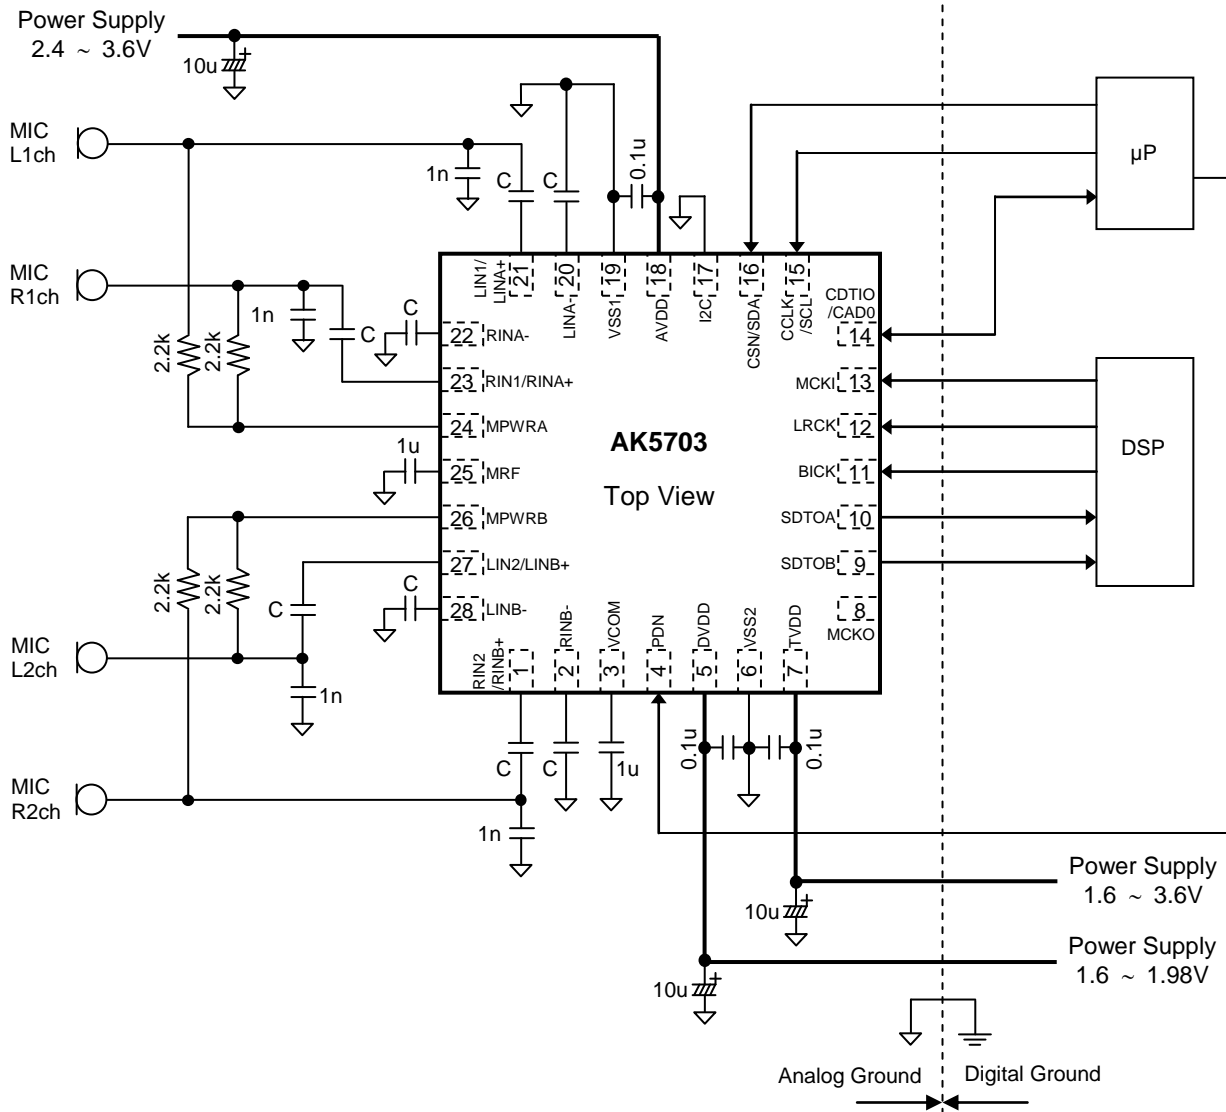 Power Supply
2.4 ~ 3.6V
10u
+
MIC
L1ch
1n
C
C
0.1u
µP
MIC
R1ch
1n
C
C
2.2k
2.2k
LIN1/
LINA+
21
20
LINA-
19
VSS1
18
AVDD
17
I2C
16
CSN/SDA
15
CCLK
/SCL
CDTIO
/CAD0
14
22
RINA-
23
RIN1/RINA+
24
MPWRA
1u
25
MRF
26
MPWRB
27
LIN2/LINB+
C
28
LINB-
AK5703
Top View
MCKI
13
LRCK
12
BICK
11
SDTOA
10
SDTOB
9
8
MCKO
DSP
2.2k
2.2k
C
MIC
L2ch
1n
RIN2
/RINB+
1
RINB-
2
VCOM
3
PDN
4
DVDD
5
VSS2
6
TVDD
7
C
C
1u
0.1u
0.1u
MIC
R2ch
1n
Power Supply
1.6 ~ 3.6V
10u
+
Power Supply
1.6 ~ 1.98V
10u
+
Analog Ground
Digital Ground